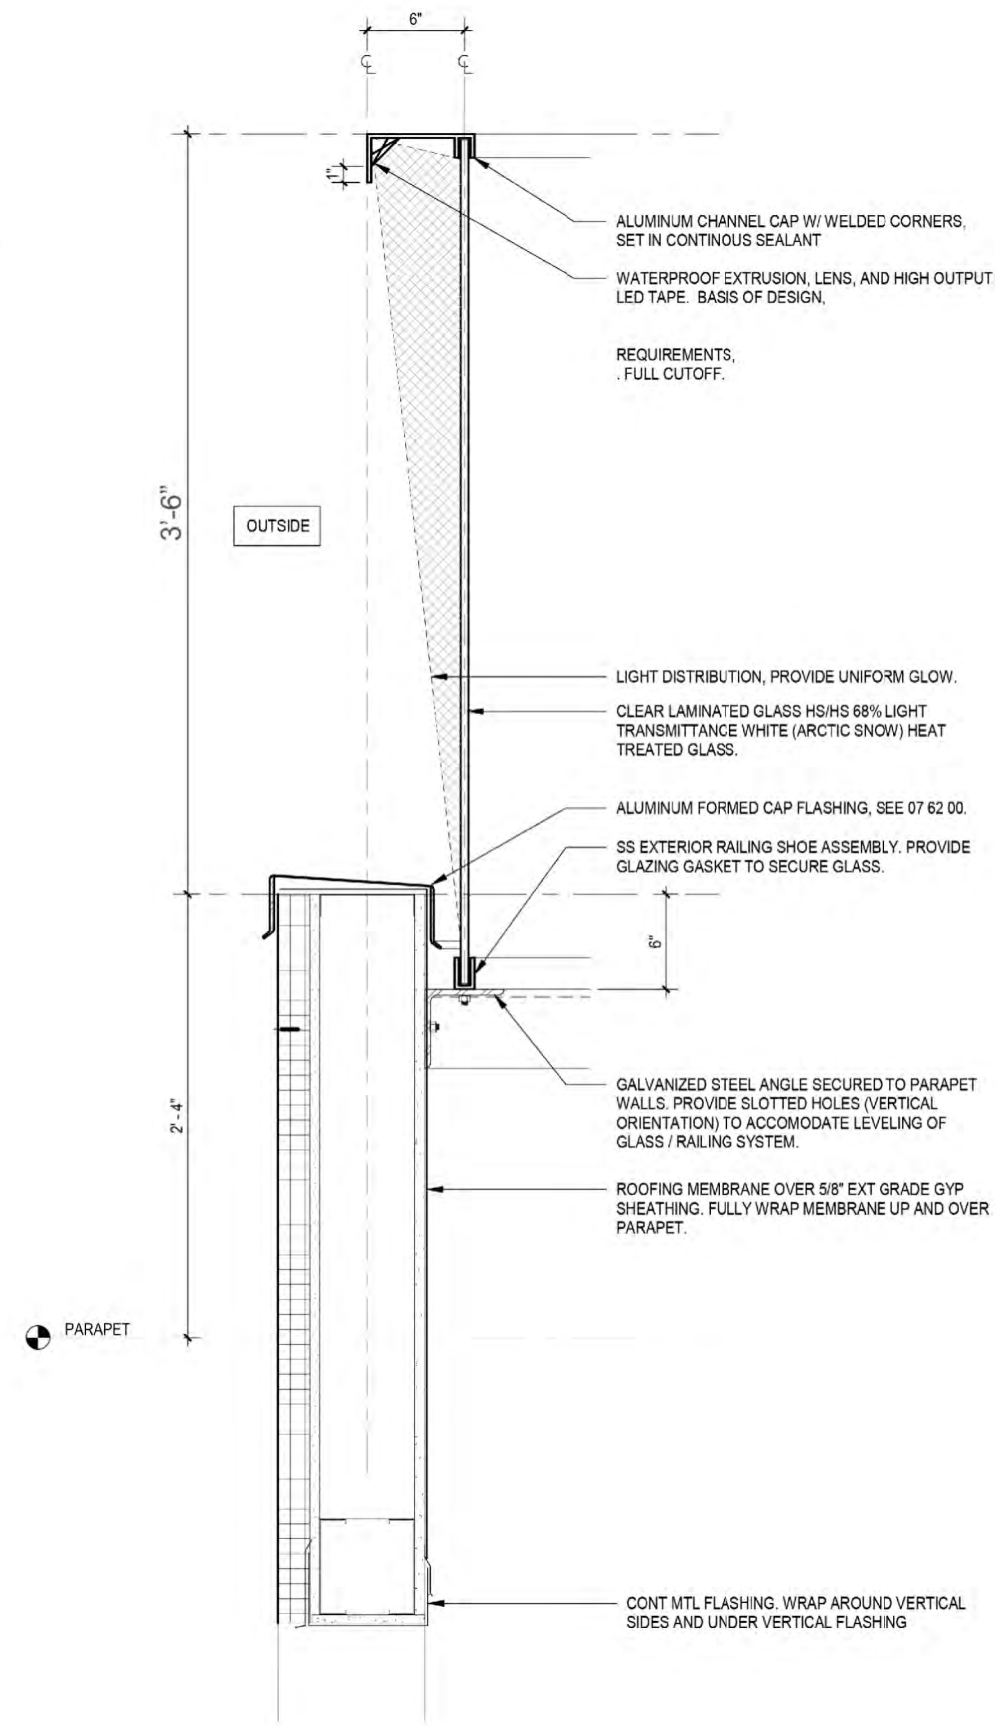 6"
℄
℄
1"
ALUMINUM CHANNEL CAP W/ WELDED CORNERS,
SET IN CONTINOUS SEALANT
WATERPROOF EXTRUSION, LENS, AND HIGH OUTPUT
LED TAPE. BASIS OF DESIGN,
REQUIREMENTS,
. FULL CUTOFF.
3'-6"
OUTSIDE
LIGHT DISTRIBUTION, PROVIDE UNIFORM GLOW.
CLEAR LAMINATED GLASS HS/HS 68% LIGHT
TRANSMITTANCE WHITE (ARCTIC SNOW) HEAT
TREATED GLASS.
ALUMINUM FORMED CAP FLASHING, SEE 07 62 00.
SS EXTERIOR RAILING SHOE ASSEMBLY. PROVIDE
GLAZING GASKET TO SECURE GLASS.
6"
GALVANIZED STEEL ANGLE SECURED TO PARAPET
WALLS. PROVIDE SLOTTED HOLES (VERTICAL
ORIENTATION) TO ACCOMODATE LEVELING OF
GLASS / RAILING SYSTEM.
2' - 4"
ROOFING MEMBRANE OVER 5/8" EXT GRADE GYP
SHEATHING. FULLY WRAP MEMBRANE UP AND OVER
PARAPET.
PARAPET
CONT MTL FLASHING. WRAP AROUND VERTICAL
SIDES AND UNDER VERTICAL FLASHING